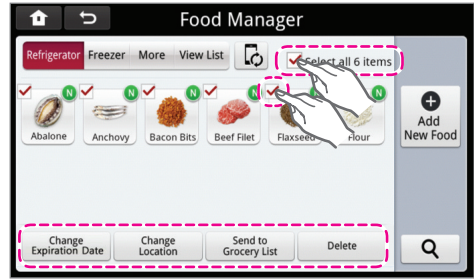 Food Manager
Refrigerator Freezer More View List
Select all 6 items
N N N N N
Abalone Anchovy Bacon Bits Beef Filet Flaxseed Flour
Add
New Food
Change
Expiration Date
Change
Location
Send to
Grocery List
Delete